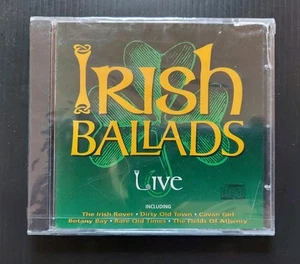 IRISH
BALLADS
Live
INCLUDING
The Irish Rover • Dirty Old Town • Cavan Girl
Botany Bay • Rare Old Times • The Fields Of Athenry